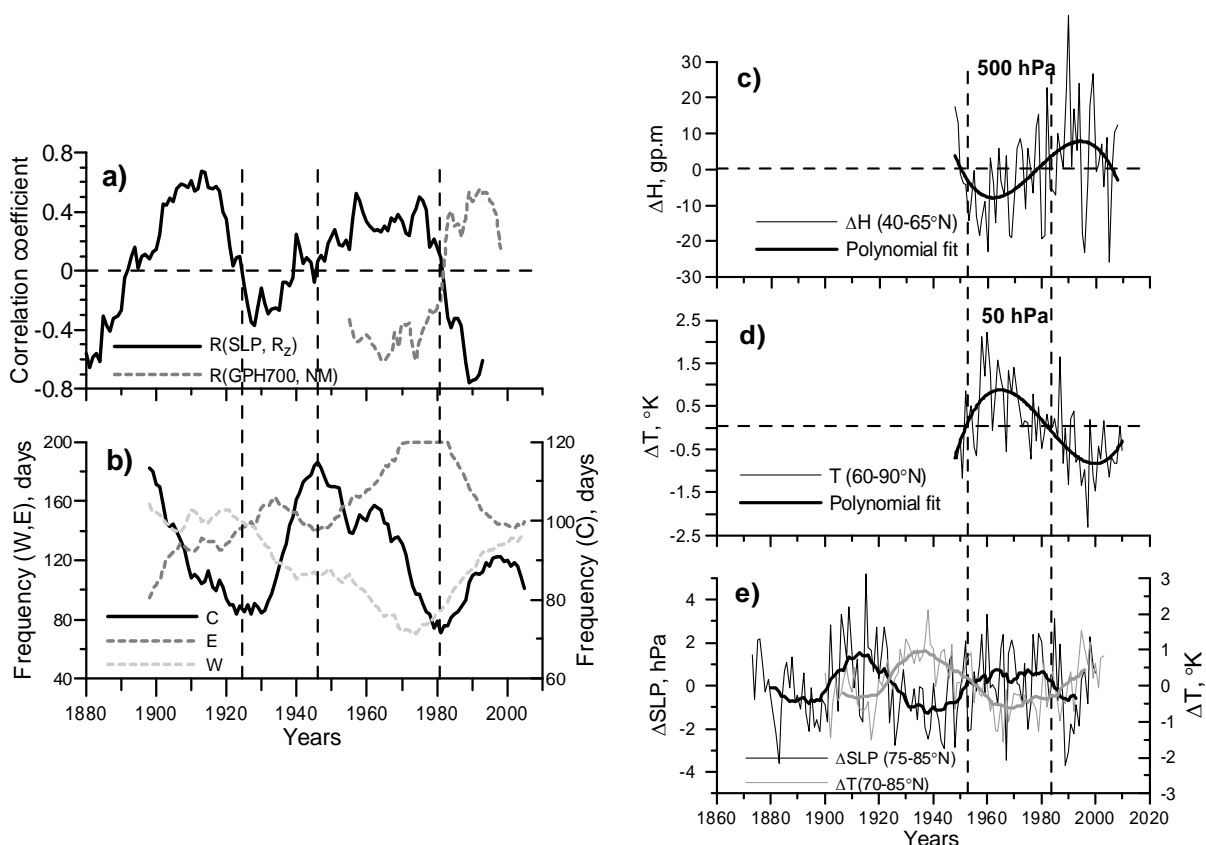 a)
Correlation coefficient
0.8
0.4
0
-0.4
-0.8
R(SLP, RZ)
R(GPH700, NM)
b)
Frequency (W,E), days
200
160
120
80
40
Frequency (C), days
120
100
80
60
C
E
W
1880 1900 1920 1940 1960 1980 2000
Years
c)
500 hPa
ΔH, gp.m
30
20
10
0
-10
-20
30
ΔH (40-65°N)
Polynomial fit
d)
50 hPa
ΔT, °K
2.5
1.5
0.5
-0.5
-1.5
-2.5
T (60-90°N)
Polynomial fit
e)
ΔSLP, hPa
4
2
0
-2
-4
ΔT, °K
3
2
1
0
-1
-2
-3
ΔSLP (75-85°N)
ΔT(70-85°N)
1860 1880 1900 1920 1940 1960 1980 2000 2020
Years